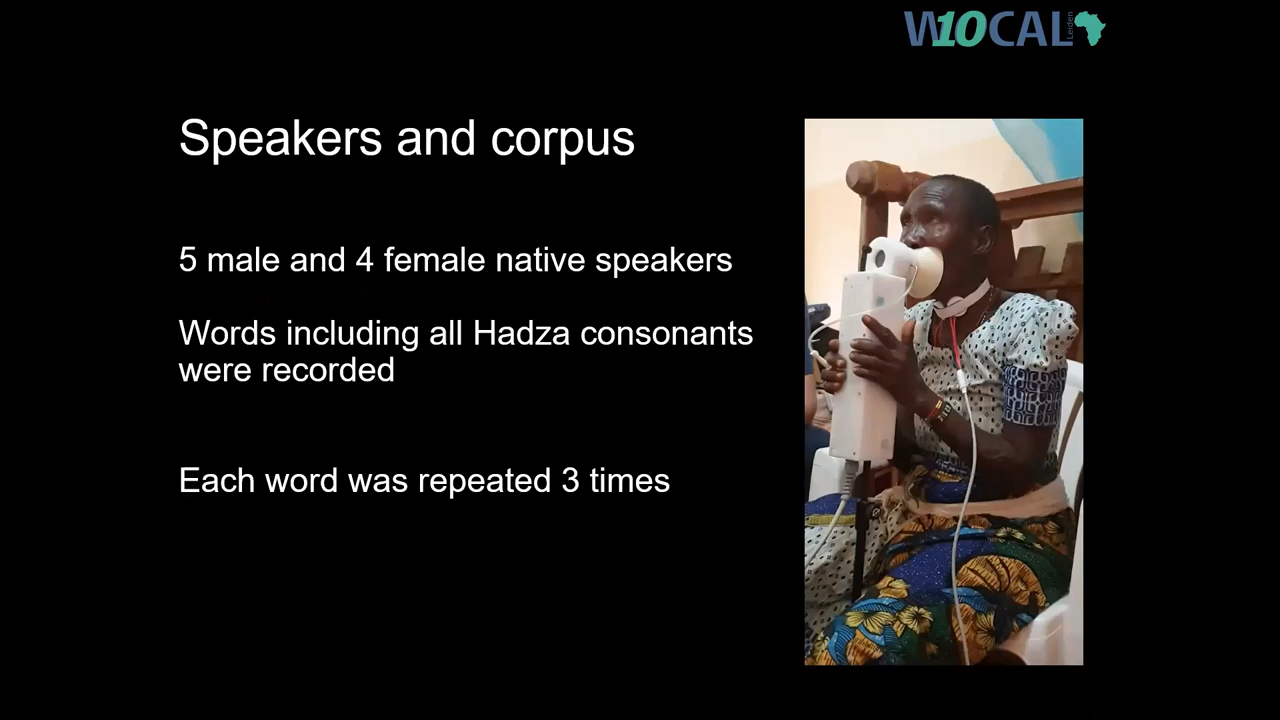 W10CAL
Leiden
Speakers and corpus
5 male and 4 female native speakers
Words including all Hadza consonants
were recorded
Each word was repeated 3 times